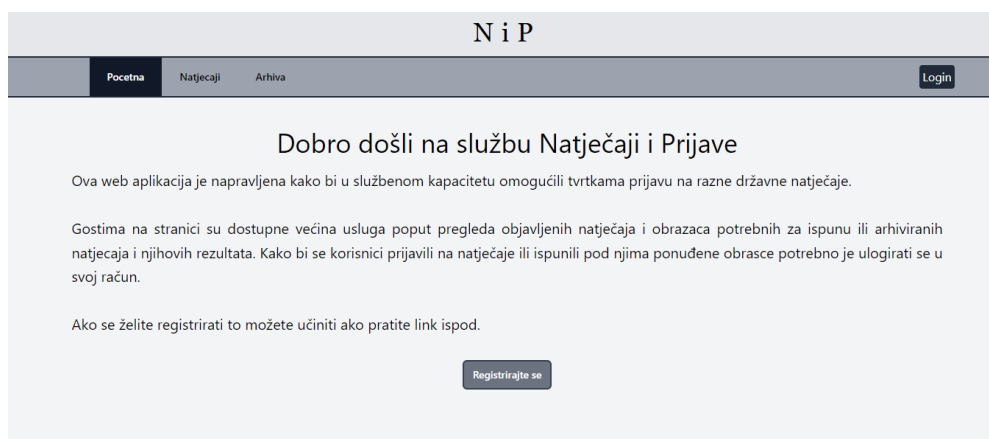 N i P
Pocetna Natjecaji Arhiva Login
Dobro došli na službu Natječaji i Prijave
Ova web aplikacija je napravljena kako bi u službenom kapacitetu omogućili tvrtkama prijavu na razne državne natječaje.
Gostima na stranici su dostupne većina usluga poput pregleda objavljenih natječaja i obrazaca potrebnih za ispunu ili arhiviranih
natjecaja i njihovih rezultata. Kako bi se korisnici prijavili na natječaje ili ispunili pod njima ponuđene obrasce potrebno je ulogirati se u
svoj račun.
Ako se želite registrirati to možete učiniti ako pratite link ispod.
Registrirajte se